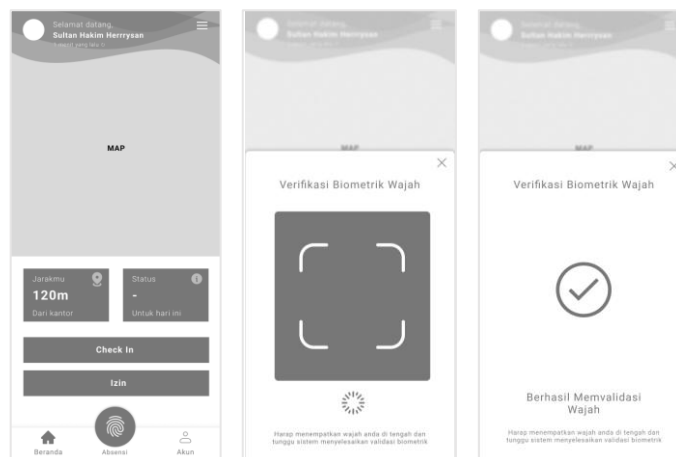 Selamat datang,
Sultan Hakim Herrrysan
MAP
Jarakmu
120m
Dari kantor
Status
-
Untuk hari ini
Check In
Izin
Beranda
Absensi
Akun
Selamat datang,
Sultan Hakim Herrrysan
MAP
Verifikasi Biometrik Wajah
Harap menempatkan wajah anda di tengah dan
tunggu sistem menyelesaikan validasi biometrik
Selamat datang,
Sultan Hakim Herrrysan
MAP
Verifikasi Biometrik Wajah
Berhasil Memvalidasi
Wajah
Harap menempatkan wajah anda di tengah dan
tunggu sistem menyelesaikan validasi biometrik